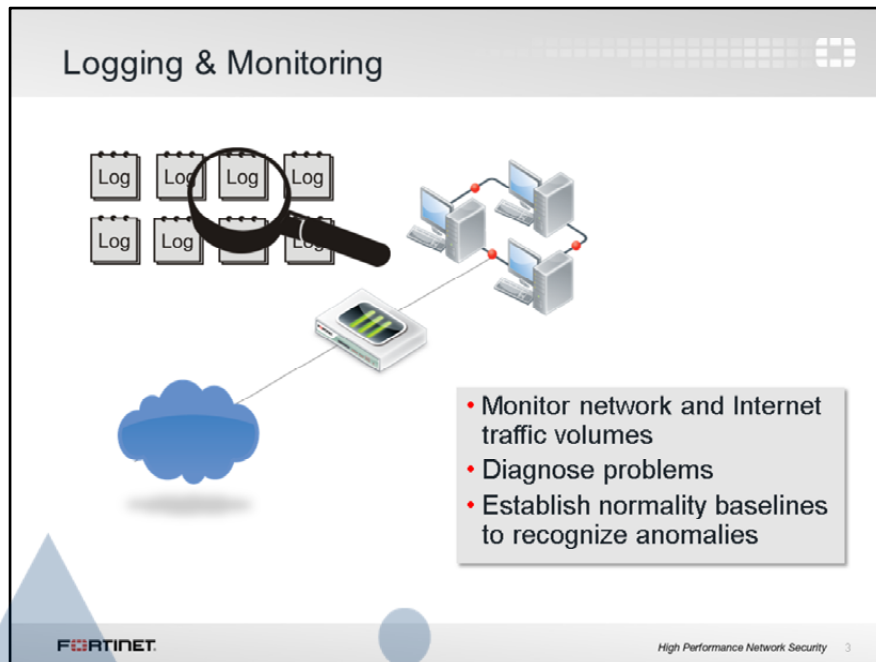 Logging & Monitoring
Log Log Log Log
Log Log Log
• Monitor network and Internet
traffic volumes
• Diagnose problems
• Establish normality baselines
to recognize anomalies
FORTINET.
High Performance Network Security 3